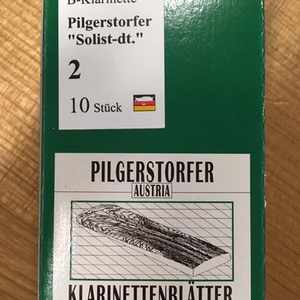 B-Klarinette
Pilgerstorfer
"Solist-dt."
2
10 Stück
PILGERSTORFER
AUSTRIA
KLARINETTENBLÄTTER